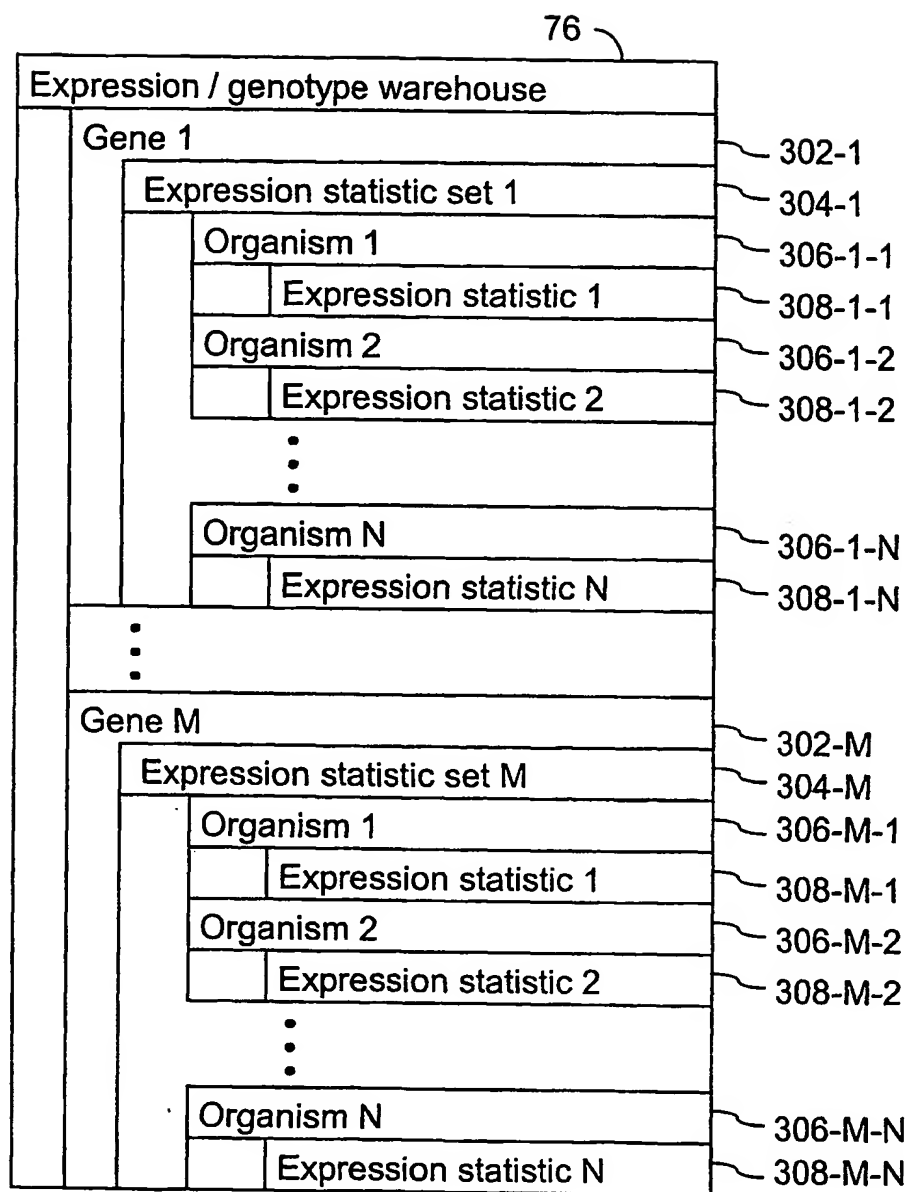 76
Expression / genotype warehouse
Gene 1 302-1
Expression statistic set 1 304-1
Organism 1 306-1-1
Expression statistic 1 308-1-1
Organism 2 306-1-2
Expression statistic 2 308-1-2
Organism N 306-1-N
Expression statistic N 308-1-N
Gene M 302-M
Expression statistic set M 304-M
Organism 1 306-M-1
Expression statistic 1 308-M-1
Organism 2 306-M-2
Expression statistic 2 308-M-2
Organism N 306-M-N
Expression statistic N 308-M-N